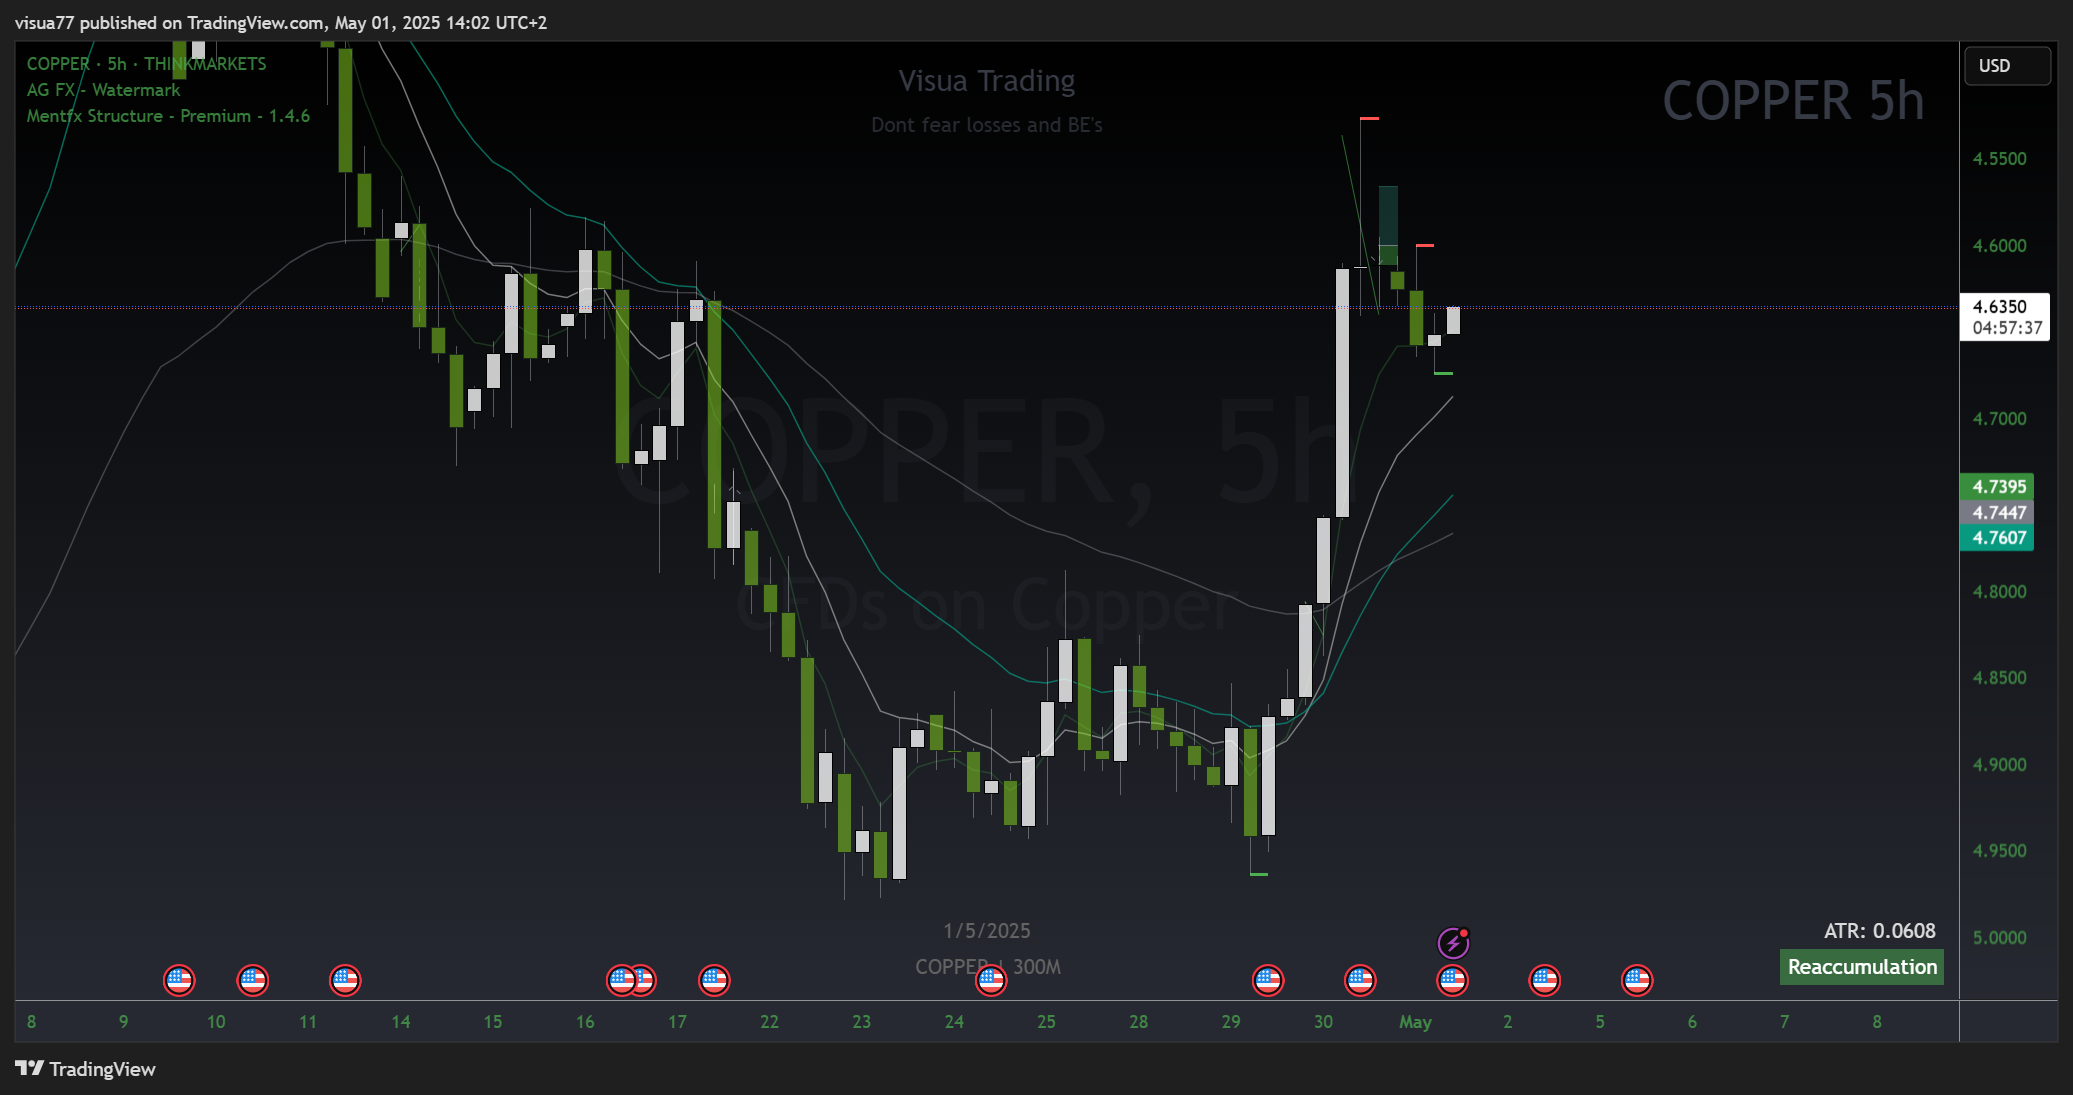 visua77 published on TradingView.com, May 01, 2025 14:02 UTC+2
COPPER · 5h · THINKMARKETS
AG FX - Watermark
Mentfx Structure - Premium - 1.4.6
Visua Trading
Dont fear losses and BE's
COPPER 5h
USD
4.5500
4.6000
4.6350
04:57:37
4.7000
4.7395
4.7447
4.7607
4.8000
4.8500
4.9000
4.9500
5.0000
COPPER, 5h
CFDs on Copper
1/5/2025
COPPER | 300M
ATR: 0.0608
Reaccumulation
8 9 10 11 14 15 16 17 22 23 24 25 28 29 30 May 2 5 6 7 8
TradingView